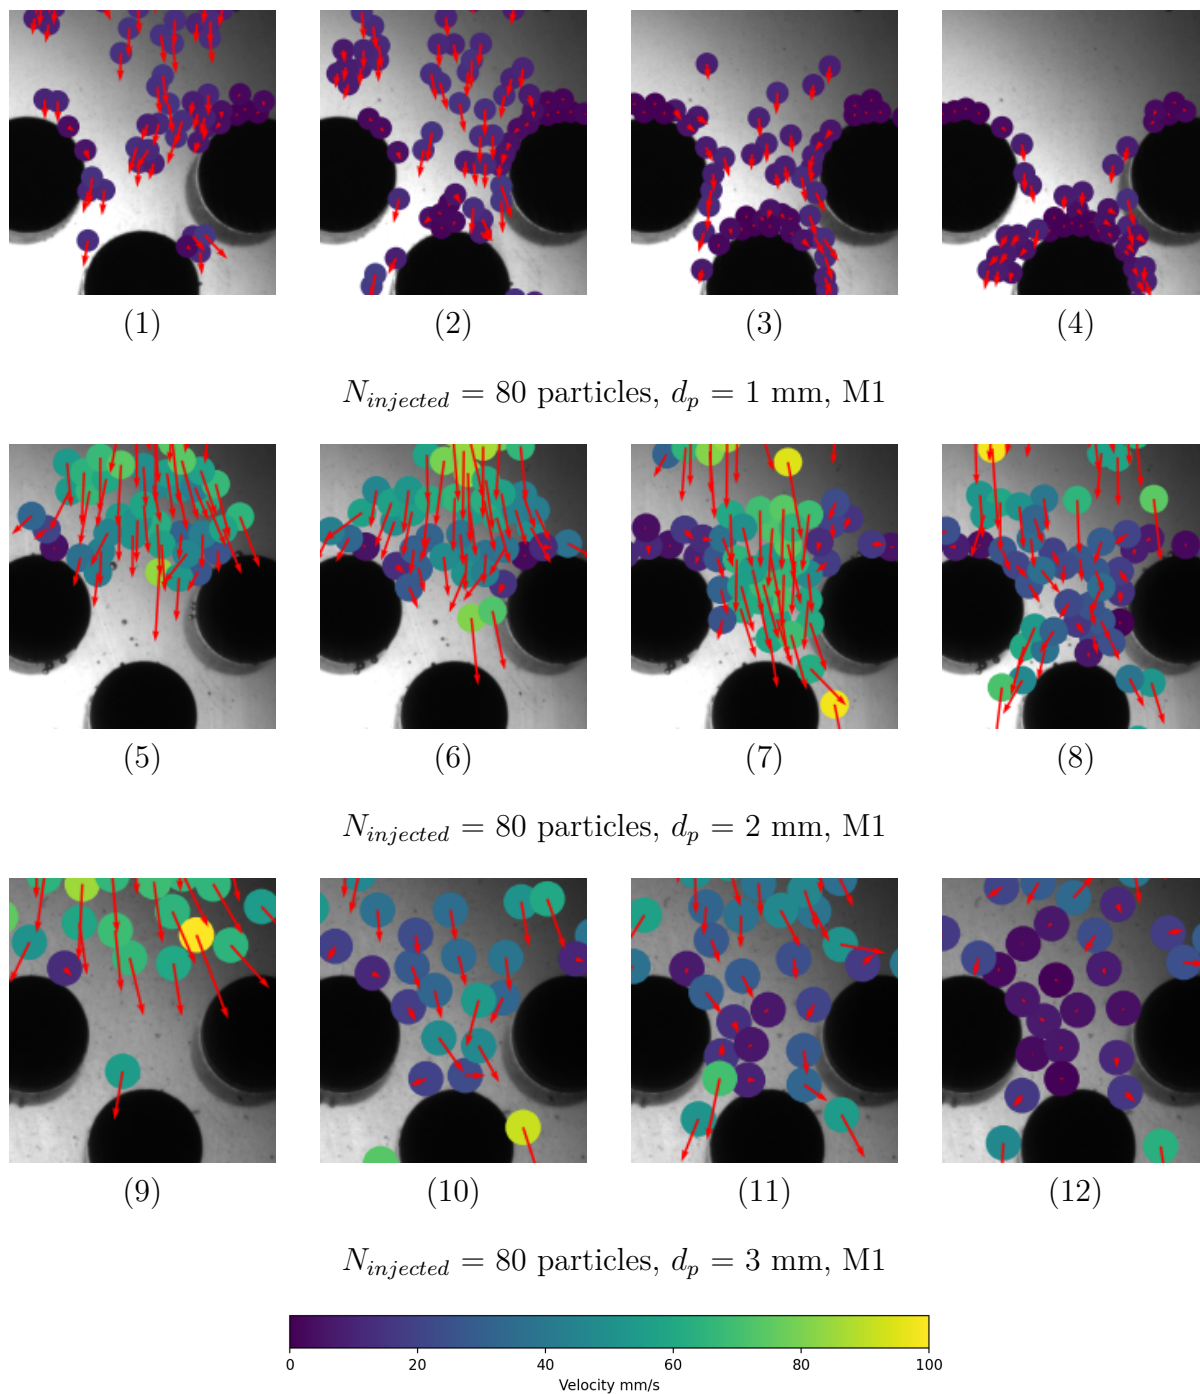 (1) (2) (3) (4)
N_injected = 80 particles, d_p = 1 mm, M1
(5) (6) (7) (8)
N_injected = 80 particles, d_p = 2 mm, M1
(9) (10) (11) (12)
N_injected = 80 particles, d_p = 3 mm, M1
0 20 40 60 80 100
Velocity mm/s